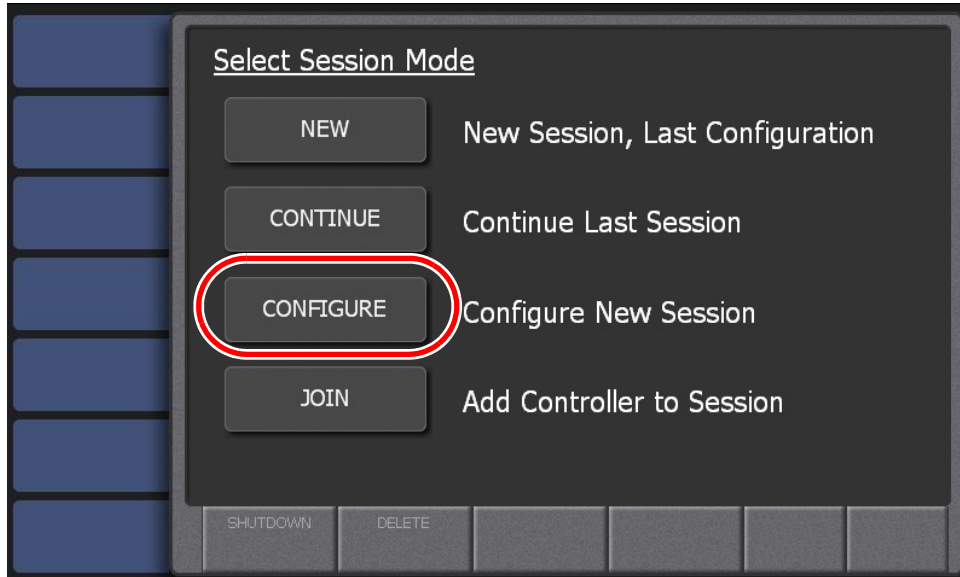 Select Session Mode
NEW New Session, Last Configuration
CONTINUE Continue Last Session
CONFIGURE Configure New Session
JOIN Add Controller to Session
SHUTDOWN DELETE